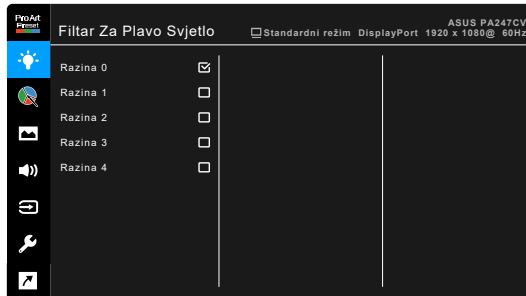 ProArt
Preset
Filtar Za Plavo Svjetlo
ASUS PA247CV
Standardni režim DisplayPort 1920 x 1080@ 60Hz
Razina 0
Razina 1
Razina 2
Razina 3
Razina 4